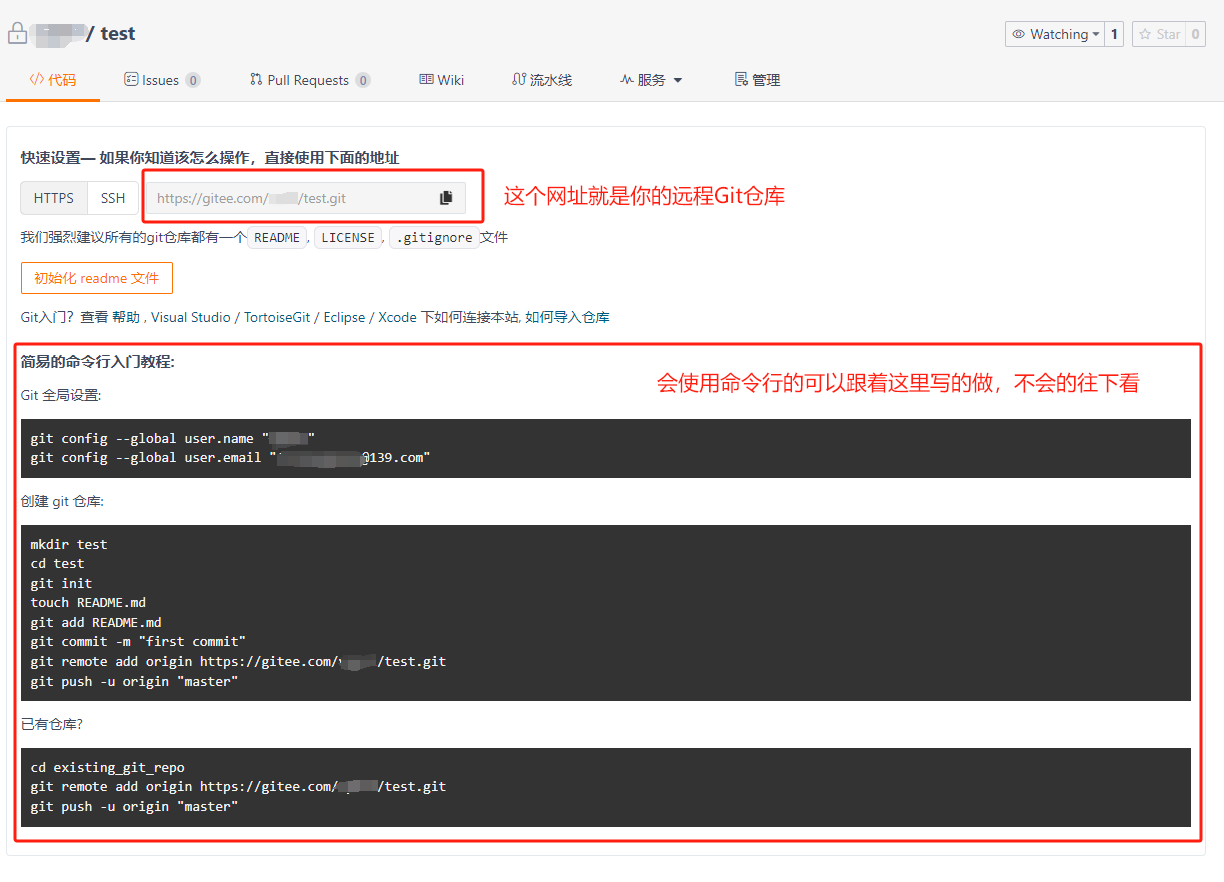 / test
Watching 1 Star 0
代码 Issues 0 Pull Requests 0 Wiki 流水线 服务 管理
快速设置— 如果你知道该怎么操作，直接使用下面的地址
HTTPS SSH https://gitee.com/ /test.git 这个网址就是你的远程Git仓库
我们强烈建议所有的git仓库都有一个 README , LICENSE , .gitignore 文件
初始化 readme 文件
Git入门？查看 帮助 , Visual Studio / TortoiseGit / Eclipse / Xcode 下如何连接本站, 如何导入仓库
简易的命令行入门教程:
会使用命令行的可以跟着这里写的做，不会的往下看
Git 全局设置:
git config --global user.name " "
git config --global user.email " @139.com"
创建 git 仓库:
mkdir test
cd test
git init
touch README.md
git add README.md
git commit -m "first commit"
git remote add origin https://gitee.com/ /test.git
git push -u origin "master"
已有仓库?
cd existing_git_repo
git remote add origin https://gitee.com/ /test.git
git push -u origin "master"